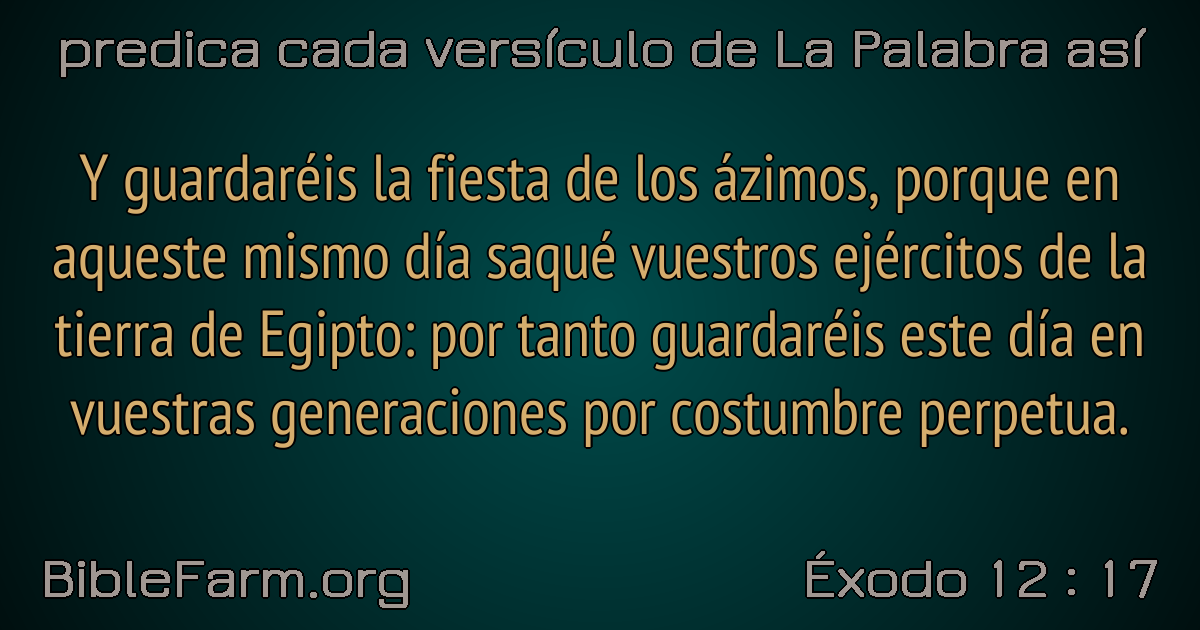 predica cada versículo de La Palabra así
Y guardaréis la fiesta de los ázimos, porque en
aqueste mismo día saqué vuestros ejércitos de la
tierra de Egipto: por tanto guardaréis este día en
vuestras generaciones por costumbre perpetua.
BibleFarm.org
Éxodo 12 : 17